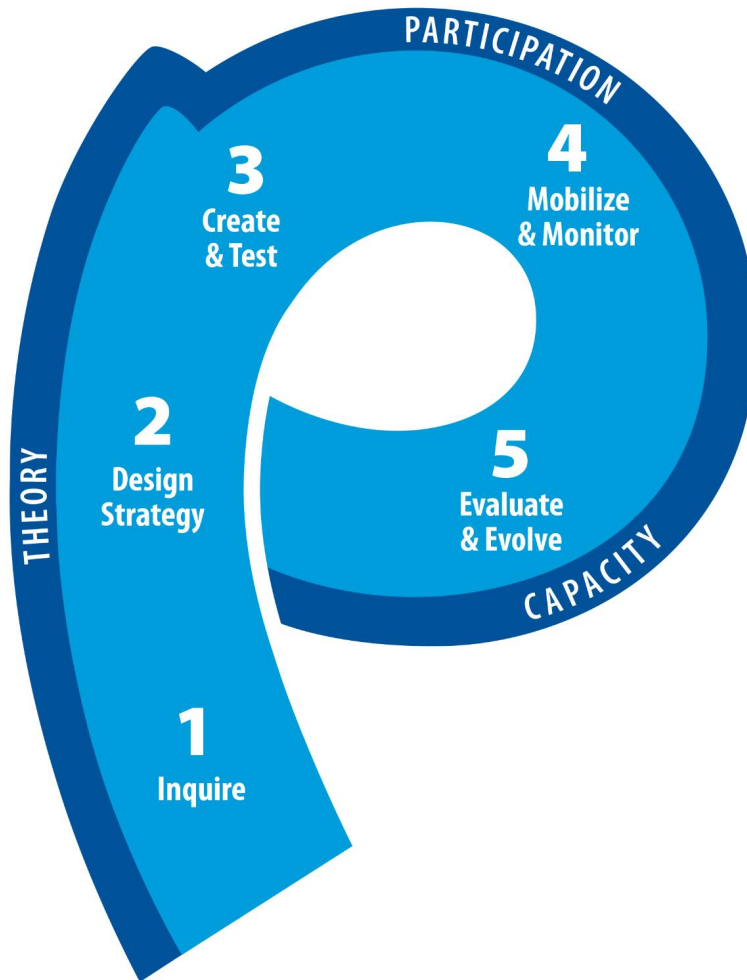 PARTICIPATION
3
Create
& Test
4
Mobilize
& Monitor
THEORY
2
Design
Strategy
5
Evaluate
& Evolve
CAPACITY
1
Inquire